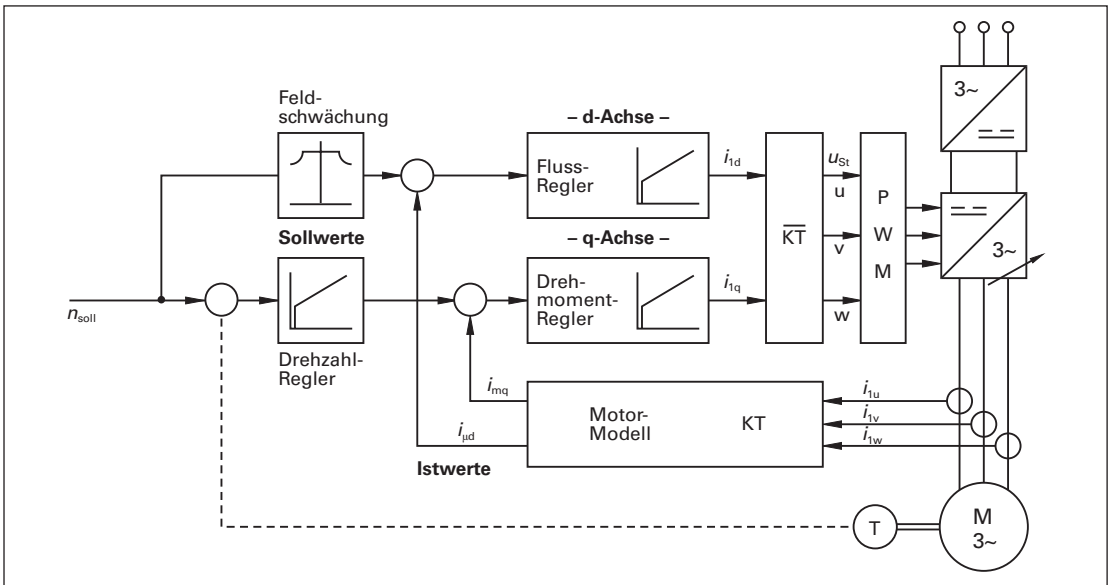 3~
Feld-
schwächung
– d-Achse –
Fluss-
Regler
i1d
uSt
u
P
W
M
KT
v
w
3~
Sollwerte
– q-Achse –
Dreh-
moment-
Regler
i1q
nsoll
Drehzahl-
Regler
imq
iμd
Motor-
Modell
KT
i1u
i1v
i1w
Istwerte
T
M
3~